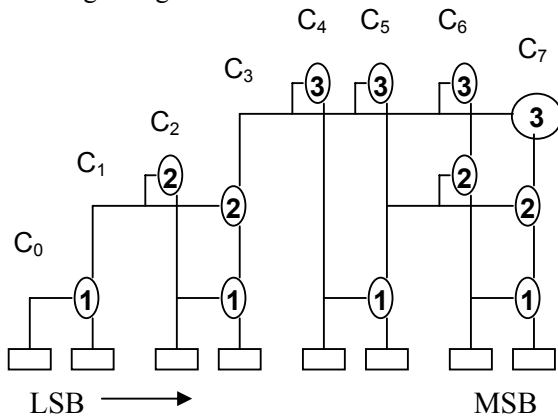 C₄ C₅ C₆
C₇
C₃
3 3 3
C₂ 3
C₁
2 2
2 2
C₀
1 1 1 1
LSB MSB